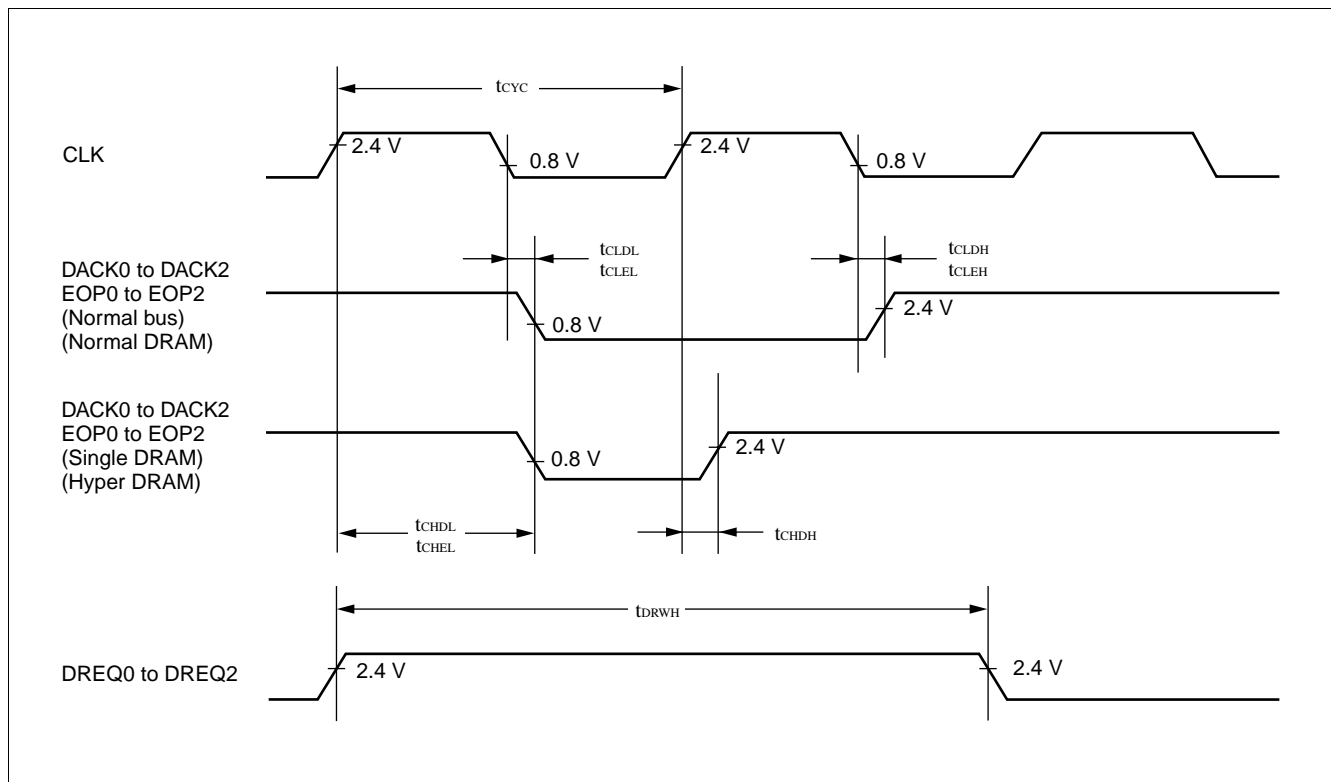 tCYC
CLK
2.4 V
0.8 V
2.4 V
0.8 V
DACK0 to DACK2
EOP0 to EOP2
(Normal bus)
(Normal DRAM)
tCLDL
tCLEL
tCLDH
tCLEH
0.8 V
2.4 V
DACK0 to DACK2
EOP0 to EOP2
(Single DRAM)
(Hyper DRAM)
0.8 V
2.4 V
tCHDL
tCHEL
tCHDH
tDRWH
DREQ0 to DREQ2
2.4 V
2.4 V